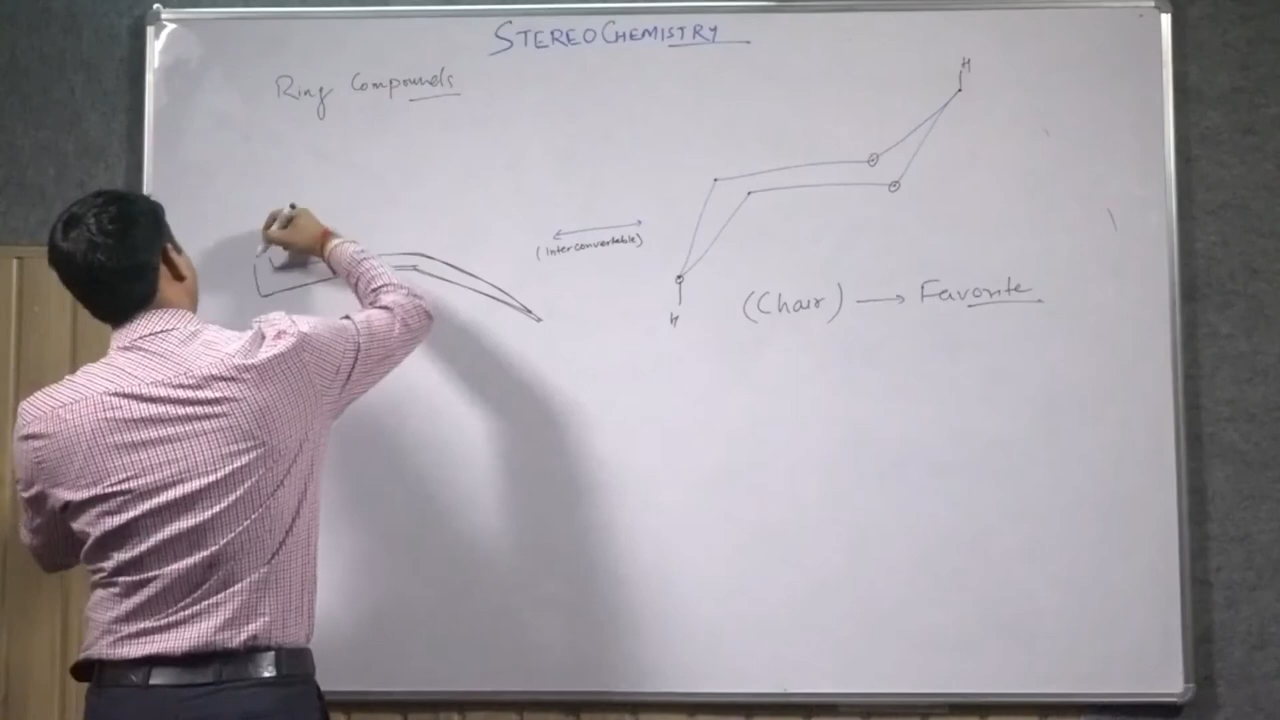 STEREOCHEMISTRY
Ring Compounds
H
(Interconvertable)
(Chair) → Favorite
H